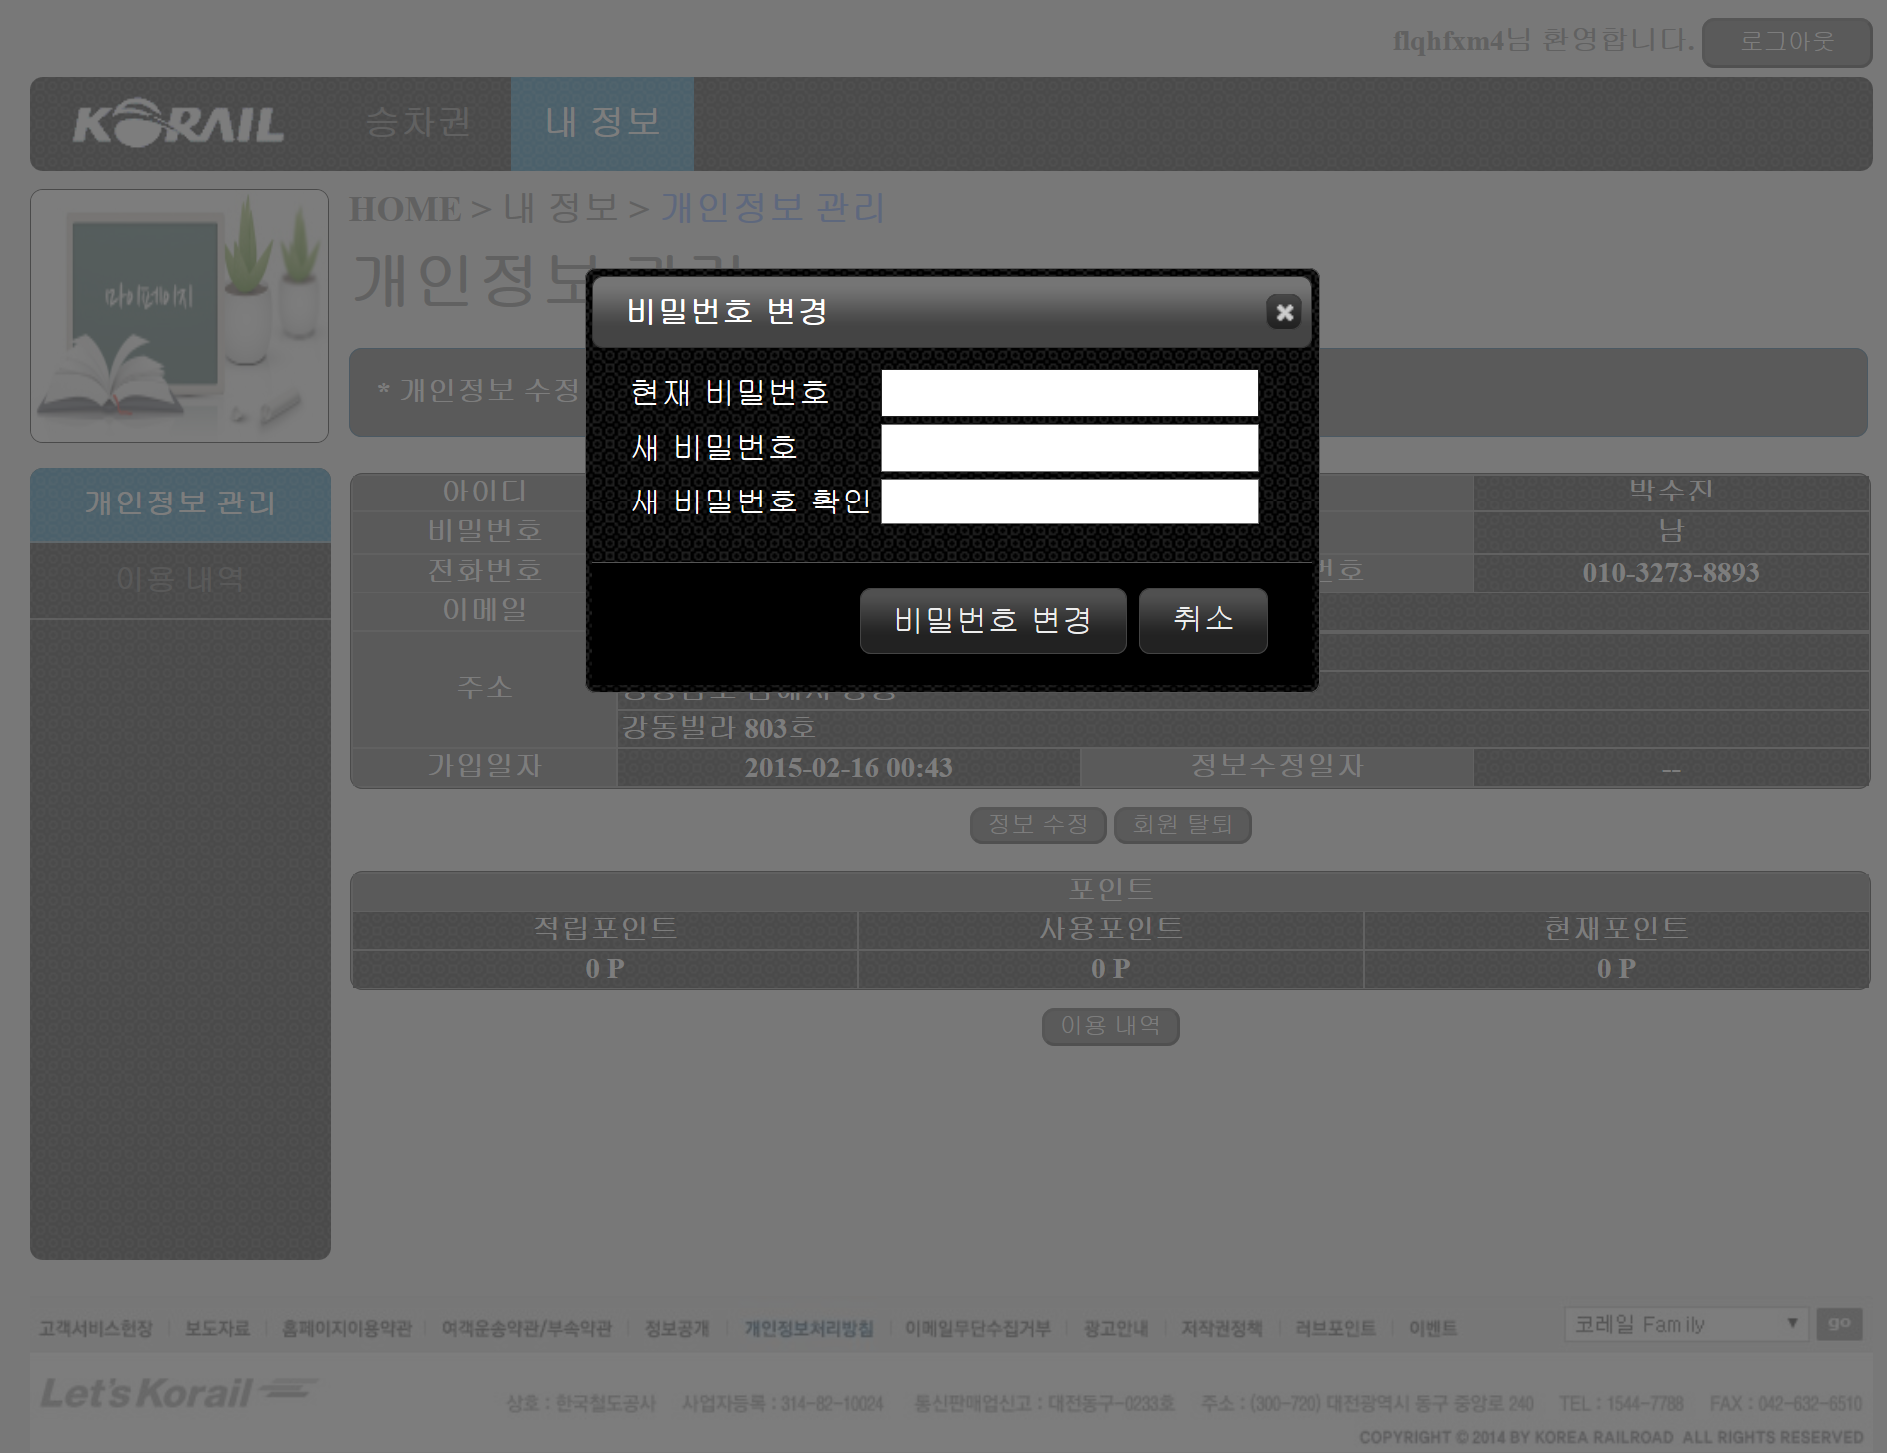 flqhfxm4님 환영합니다. 로그아웃
KORAIL 승차권 내 정보
마이페이지
HOME > 내 정보 > 개인정보 관리
개인정보 관리
비밀번호 변경
* 개인정보 수정
현재 비밀번호
새 비밀번호
새 비밀번호 확인
비밀번호 변경 취소
개인정보 관리
이용 내역
아이디 박수진
비밀번호 남
전화번호 번호 010-3273-8893
이메일
주소
강동빌라 803호
가입일자 2015-02-16 00:43 정보수정일자 --
정보 수정 회원 탈퇴
포인트
적립포인트 사용포인트 현재포인트
0 P 0 P 0 P
이용 내역
고객서비스헌장 보도자료 홈페이지이용약관 여객운송약관/부속약관 정보공개 개인정보처리방침 이메일무단수집거부 광고안내 저작권정책 러브포인트 이벤트 코레일 Family go
Let's Korail
상호 : 한국철도공사 사업자등록 : 314-82-10024 통신판매업신고 : 대전동구-0233호 주소 : (300-720) 대전광역시 동구 중앙로 240 TEL : 1544-7788 FAX : 042-632-6510
COPYRIGHT © 2014 BY KOREA RAILROAD ALL RIGHTS RESERVED